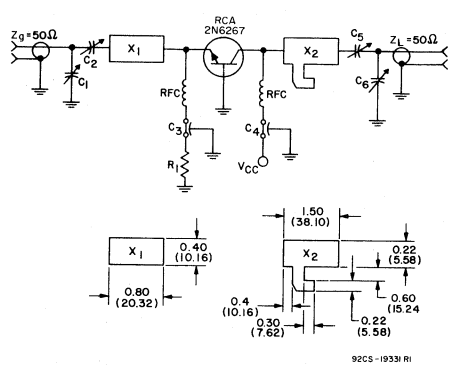 RCA
2N6267
Zg=50Ω
C2
X1
C1
RFC
RFC
X2
C5
ZL=50Ω
C6
C3
C4
R1
VCC
X1
0.40
(10.16)
0.80
(20.32)
1.50
(38.10)
X2
0.22
(5.58)
0.4
(10.16)
0.30
(7.62)
0.60
(15.24
0.22
(5.58)
92CS-19331 R1